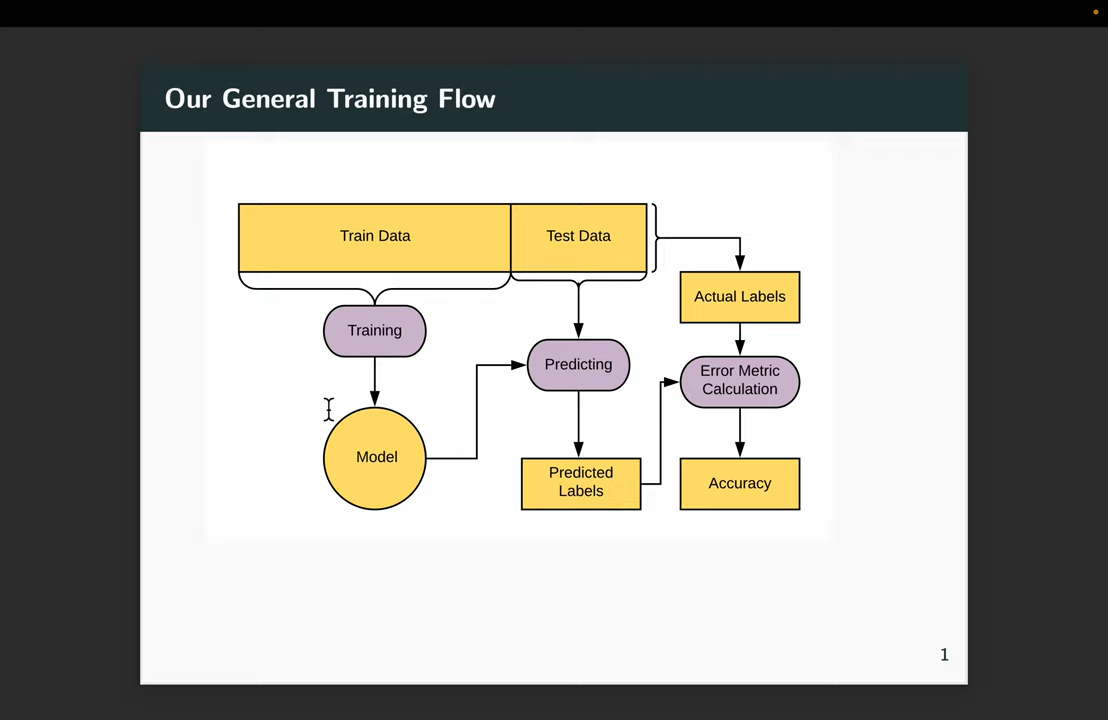 Our General Training Flow
Train Data
Test Data
Actual Labels
Training
Predicting
Error Metric
Calculation
Model
Predicted
Labels
Accuracy
1